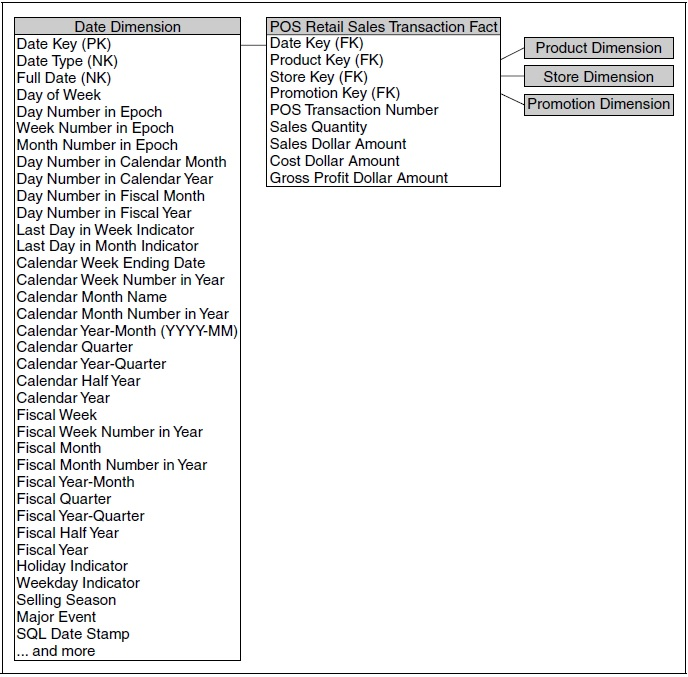 Date Dimension
Date Key (PK)
Date Type (NK)
Full Date (NK)
Day of Week
Day Number in Epoch
Week Number in Epoch
Month Number in Epoch
Day Number in Calendar Month
Day Number in Calendar Year
Day Number in Fiscal Month
Day Number in Fiscal Year
Last Day in Week Indicator
Last Day in Month Indicator
Calendar Week Ending Date
Calendar Week Number in Year
Calendar Month Name
Calendar Month Number in Year
Calendar Year-Month (YYYY-MM)
Calendar Quarter
Calendar Year-Quarter
Calendar Half Year
Calendar Year
Fiscal Week
Fiscal Week Number in Year
Fiscal Month
Fiscal Month Number in Year
Fiscal Year-Month
Fiscal Quarter
Fiscal Year-Quarter
Fiscal Half Year
Fiscal Year
Holiday Indicator
Weekday Indicator
Selling Season
Major Event
SQL Date Stamp
... and more
POS Retail Sales Transaction Fact
Date Key (FK)
Product Key (FK)
Store Key (FK)
Promotion Key (FK)
POS Transaction Number
Sales Quantity
Sales Dollar Amount
Cost Dollar Amount
Gross Profit Dollar Amount
Product Dimension
Store Dimension
Promotion Dimension